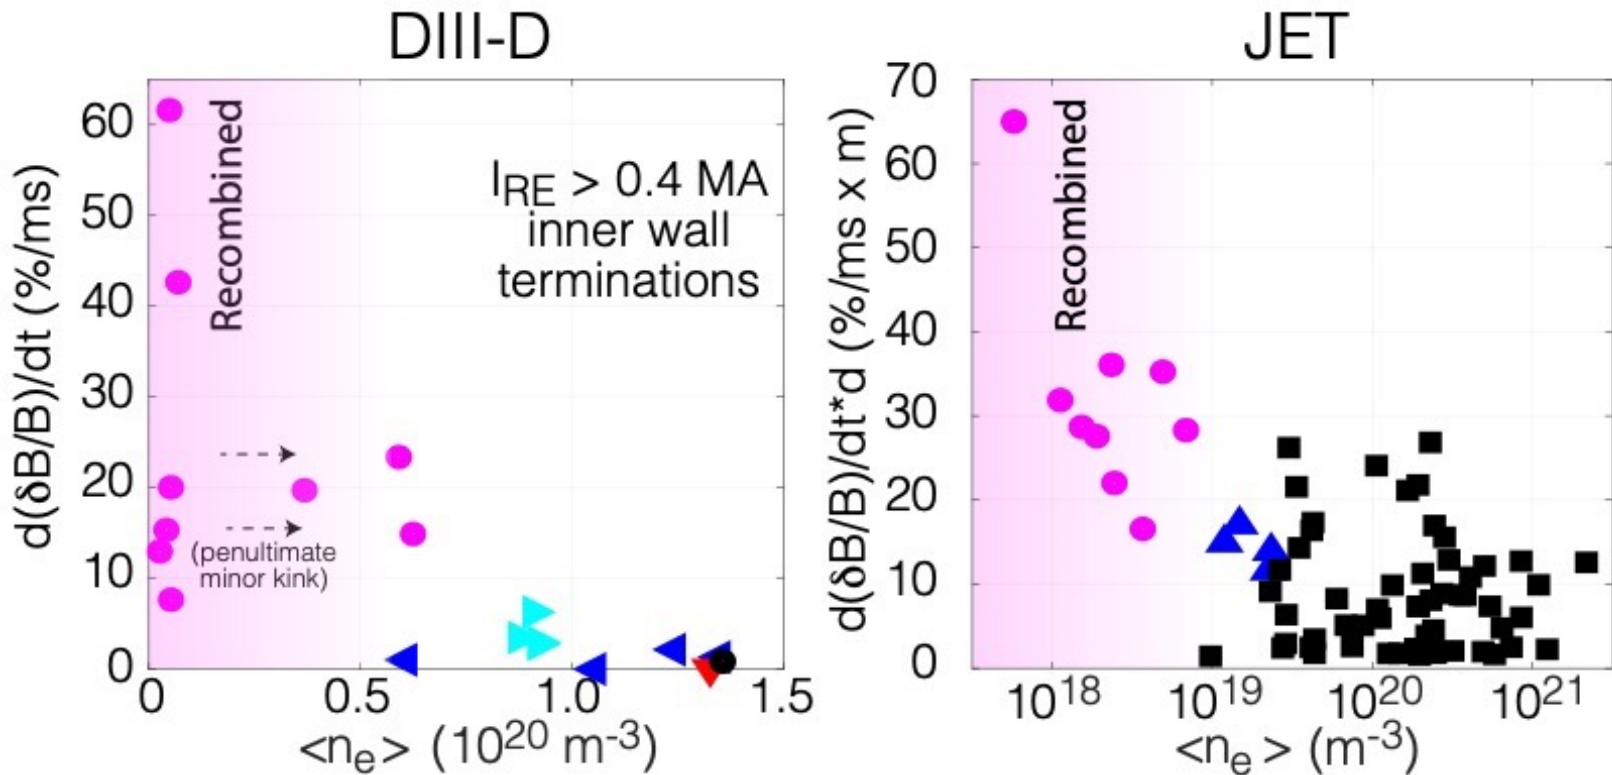 DIII-D
d(δB/B)/dt (%/ms)
60
50
40
30
20
10
0
Recombined
I_RE > 0.4 MA
inner wall
terminations
(penultimate
minor kink)
0
0.5
1.0
1.5
<n_e> (10^20 m^-3)
JET
d(δB/B)/dt*d (%/ms x m)
70
60
50
40
30
20
10
0
Recombined
10^18
10^19
10^20
10^21
<n_e> (m^-3)